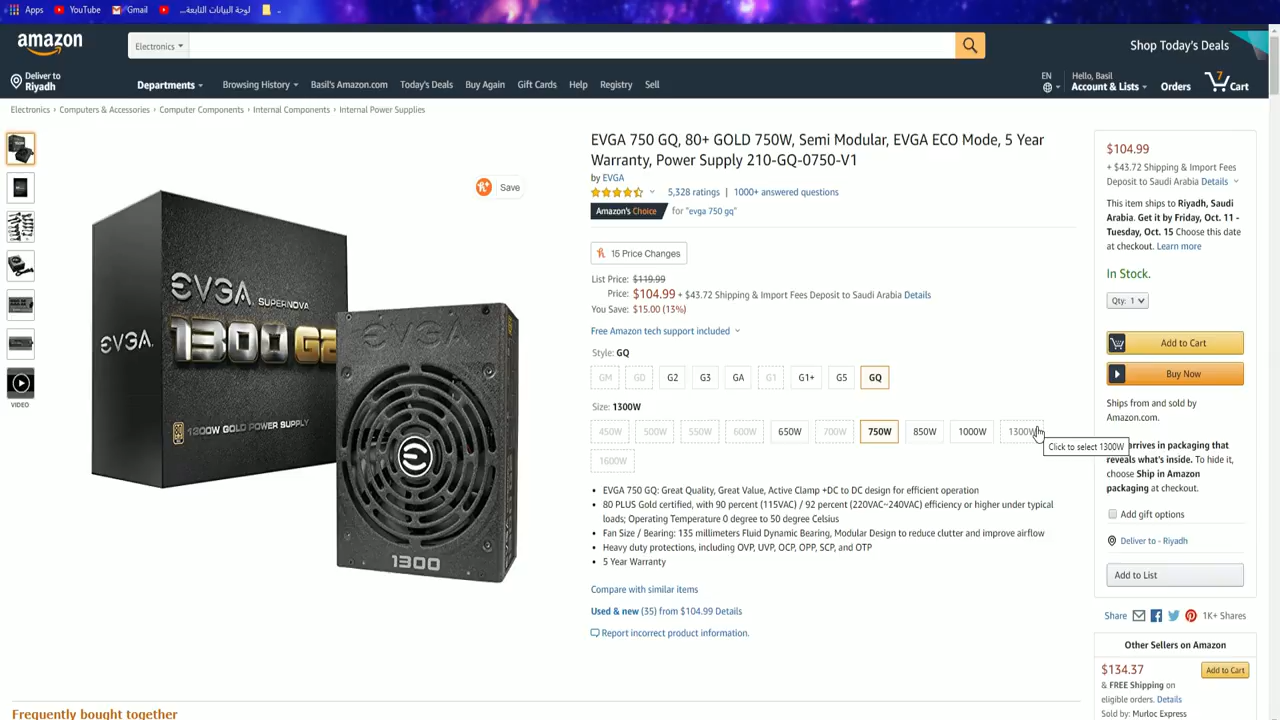 Apps YouTube Gmail لوحة البيانات التابعة...
amazon Electronics Shop Today's Deals
Deliver to
Riyadh
Departments Browsing History Basil's Amazon.com Today's Deals Buy Again Gift Cards Help Registry Sell
EN Hello, Basil
Account & Lists Orders 7 Cart
Electronics › Computers & Accessories › Computer Components › Internal Components › Internal Power Supplies
VIDEO
Save
EVGA. SUPERNOVA
1300 G2
EVGA.
1300W GOLD POWER SUPPLY
EVGA
1300
EVGA 750 GQ, 80+ GOLD 750W, Semi Modular, EVGA ECO Mode, 5 Year
Warranty, Power Supply 210-GQ-0750-V1
by EVGA
5,328 ratings | 1000+ answered questions
Amazon's Choice for "evga 750 gq"
15 Price Changes
List Price: $119.99
Price: $104.99 + $43.72 Shipping & Import Fees Deposit to Saudi Arabia Details
You Save: $15.00 (13%)
Free Amazon tech support included
Style: GQ
GM GD G2 G3 GA G1 G1+ G5 GQ
Size: 1300W
450W 500W 550W 600W 650W 700W 750W 850W 1000W 1300W
Click to select 1300W
1600W
• EVGA 750 GQ: Great Quality, Great Value, Active Clamp +DC to DC design for efficient operation
• 80 PLUS Gold certified, with 90 percent (115VAC) / 92 percent (220VAC~240VAC) efficiency or higher under typical
loads; Operating Temperature 0 degree to 50 degree Celsius
• Fan Size / Bearing: 135 millimeters Fluid Dynamic Bearing, Modular Design to reduce clutter and improve airflow
• Heavy duty protections, including OVP, UVP, OCP, OPP, SCP, and OTP
• 5 Year Warranty
Compare with similar items
Used & new (35) from $104.99 Details
Report incorrect product information.
$104.99
+ $43.72 Shipping & Import Fees
Deposit to Saudi Arabia Details
This item ships to Riyadh, Saudi
Arabia. Get it by Friday, Oct. 11 -
Tuesday, Oct. 15 Choose this date
at checkout. Learn more
In Stock.
Qty: 1
Add to Cart
Buy Now
Ships from and sold by
Amazon.com.
arrives in packaging that
reveals what's inside. To hide it,
choose Ship in Amazon
packaging at checkout.
Add gift options
Deliver to - Riyadh
Add to List
Share 1K+ Shares
Other Sellers on Amazon
$134.37 Add to Cart
& FREE Shipping on
eligible orders. Details
Sold by: Murloc Express
Frequently bought together